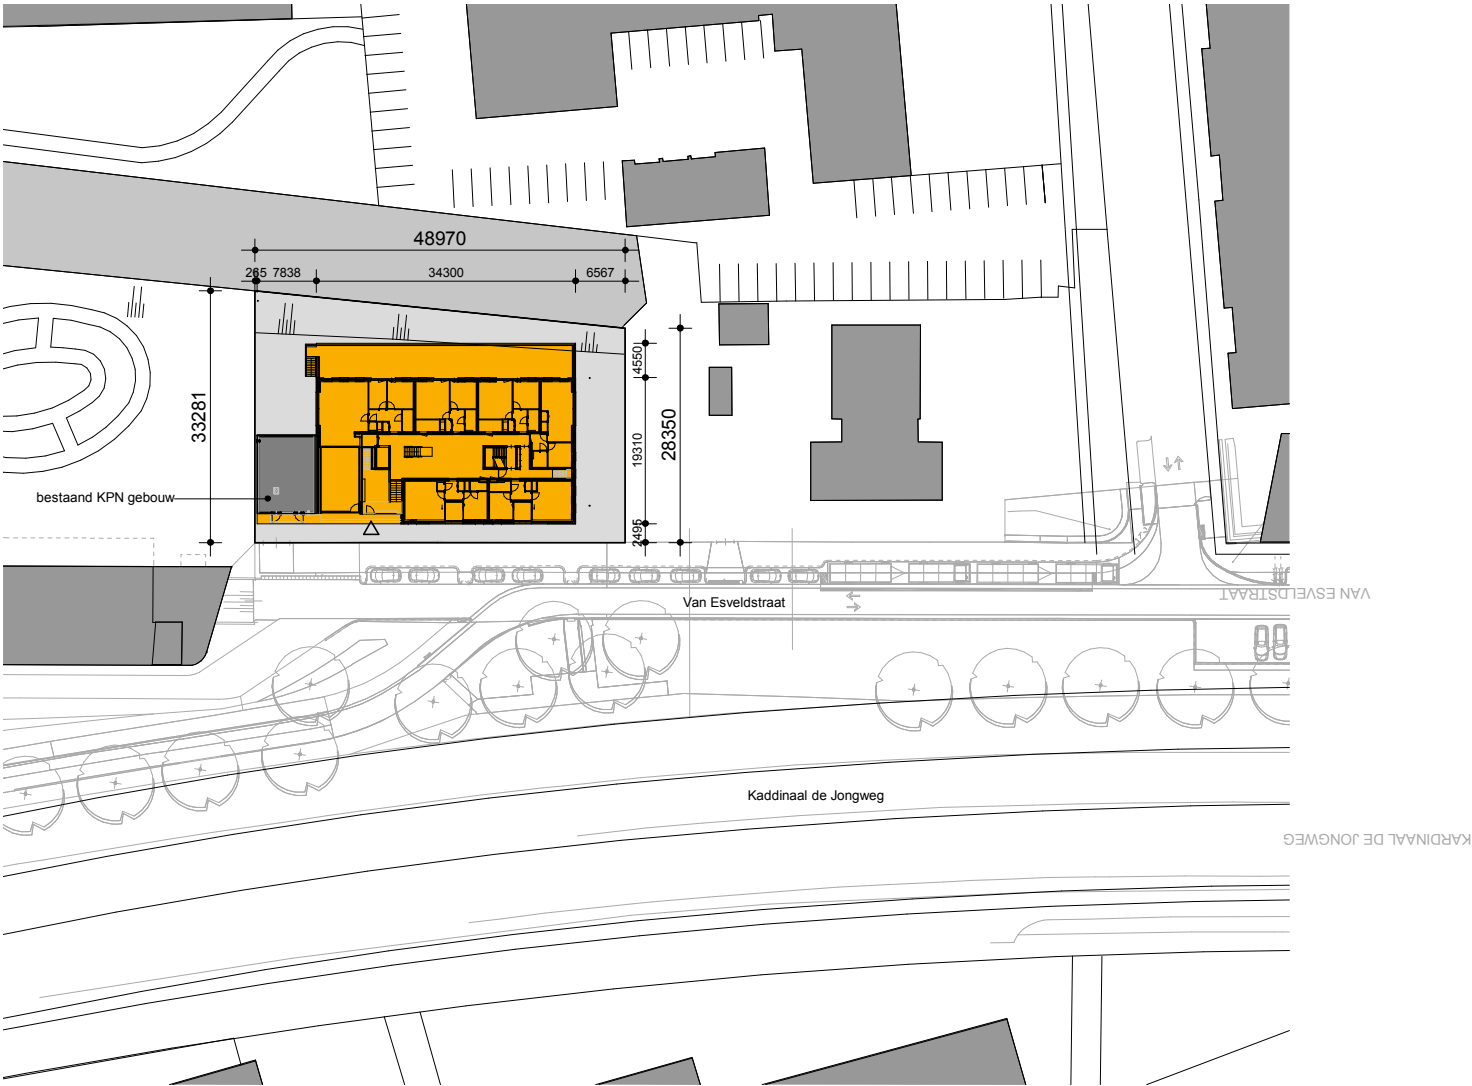 48970
265 7838 34300 6567
4550
33281
28350
19310
bestaand KPN gebouw
2495
Van Esveldstraat
VAN ESVELDSTRAAT
Kaddinaal de Jongweg
KARDINAAL DE JONGWEG